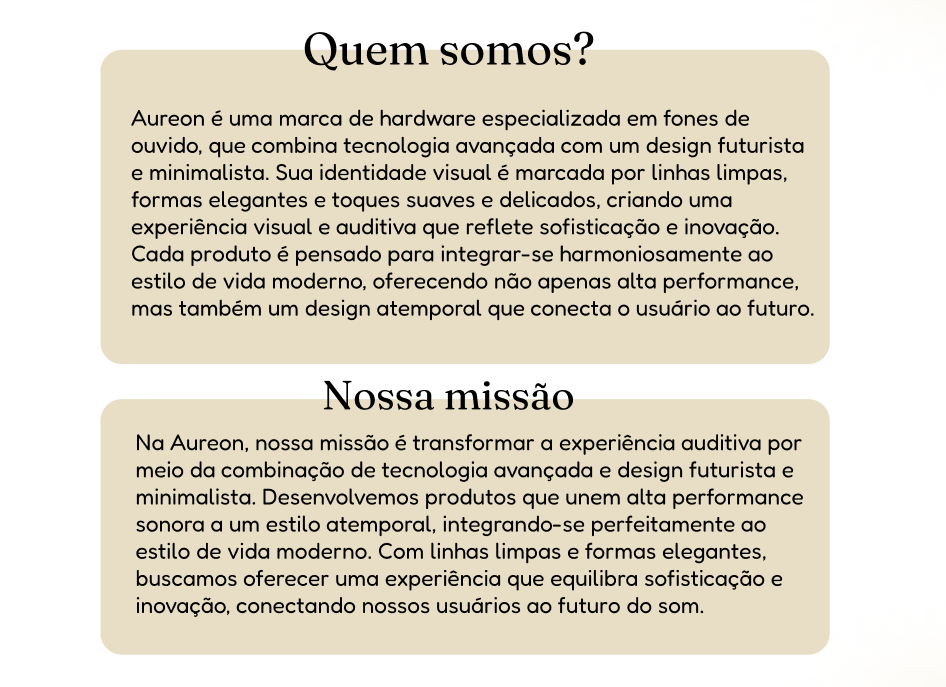 Quem somos?
Aureon é uma marca de hardware especializada em fones de
ouvido, que combina tecnologia avançada com um design futurista
e minimalista. Sua identidade visual é marcada por linhas limpas,
formas elegantes e toques suaves e delicados, criando uma
experiência visual e auditiva que reflete sofisticação e inovação.
Cada produto é pensado para integrar-se harmoniosamente ao
estilo de vida moderno, oferecendo não apenas alta performance,
mas também um design atemporal que conecta o usuário ao futuro.
Nossa missão
Na Aureon, nossa missão é transformar a experiência auditiva por
meio da combinação de tecnologia avançada e design futurista e
minimalista. Desenvolvemos produtos que unem alta performance
sonora a um estilo atemporal, integrando-se perfeitamente ao
estilo de vida moderno. Com linhas limpas e formas elegantes,
buscamos oferecer uma experiência que equilibra sofisticação e
inovação, conectando nossos usuários ao futuro do som.